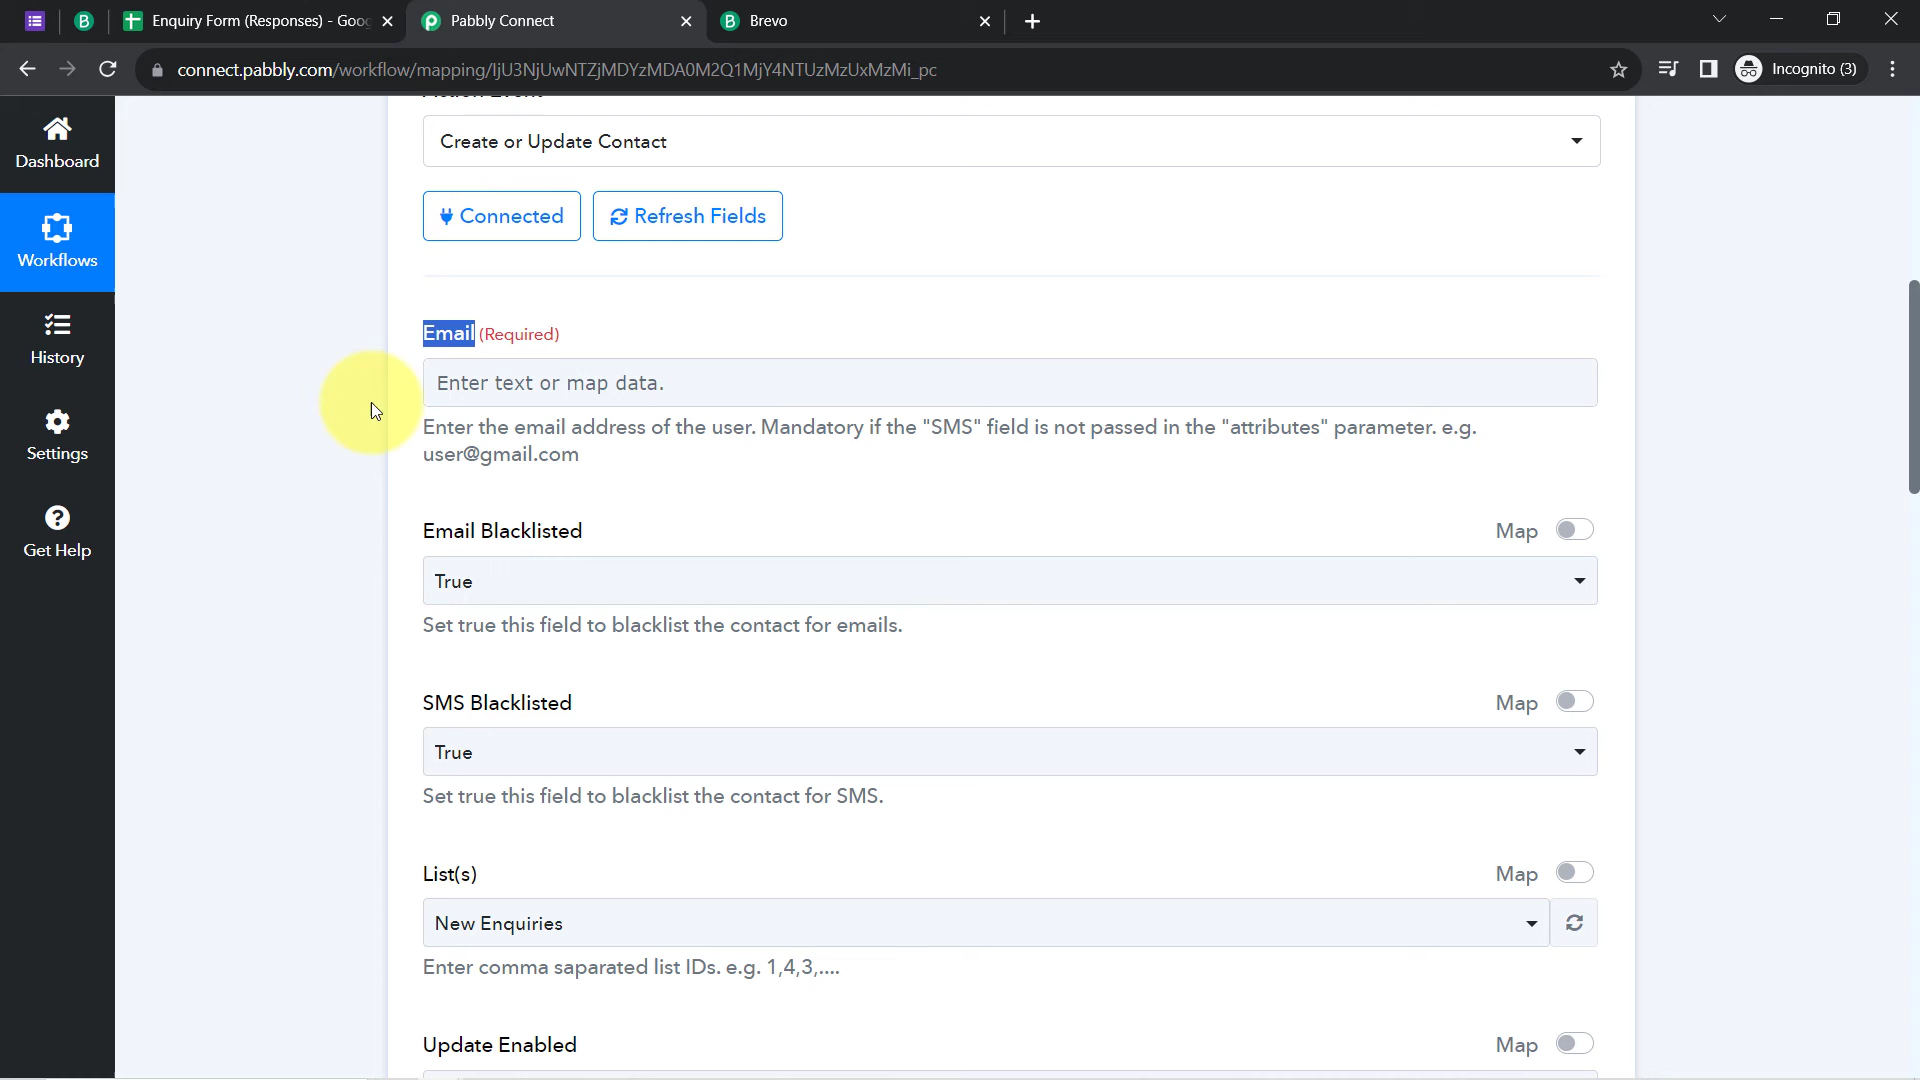 Enquiry Form (Responses) - Goo
Pabbly Connect
Brevo
connect.pabbly.com/workflow/mapping/IjU3NjUwNTZjMDYzMDA0M2Q1MjY4NTUzMzUxMzMi_pc
Incognito (3)
Dashboard
Workflows
History
Settings
Get Help
Action Event
Create or Update Contact
Connected
Refresh Fields
Email (Required)
Enter text or map data.
Enter the email address of the user. Mandatory if the "SMS" field is not passed in the "attributes" parameter. e.g.
user@gmail.com
Email Blacklisted
Map
True
Set true this field to blacklist the contact for emails.
SMS Blacklisted
Map
True
Set true this field to blacklist the contact for SMS.
List(s)
Map
New Enquiries
Enter comma saparated list IDs. e.g. 1,4,3,....
Update Enabled
Map